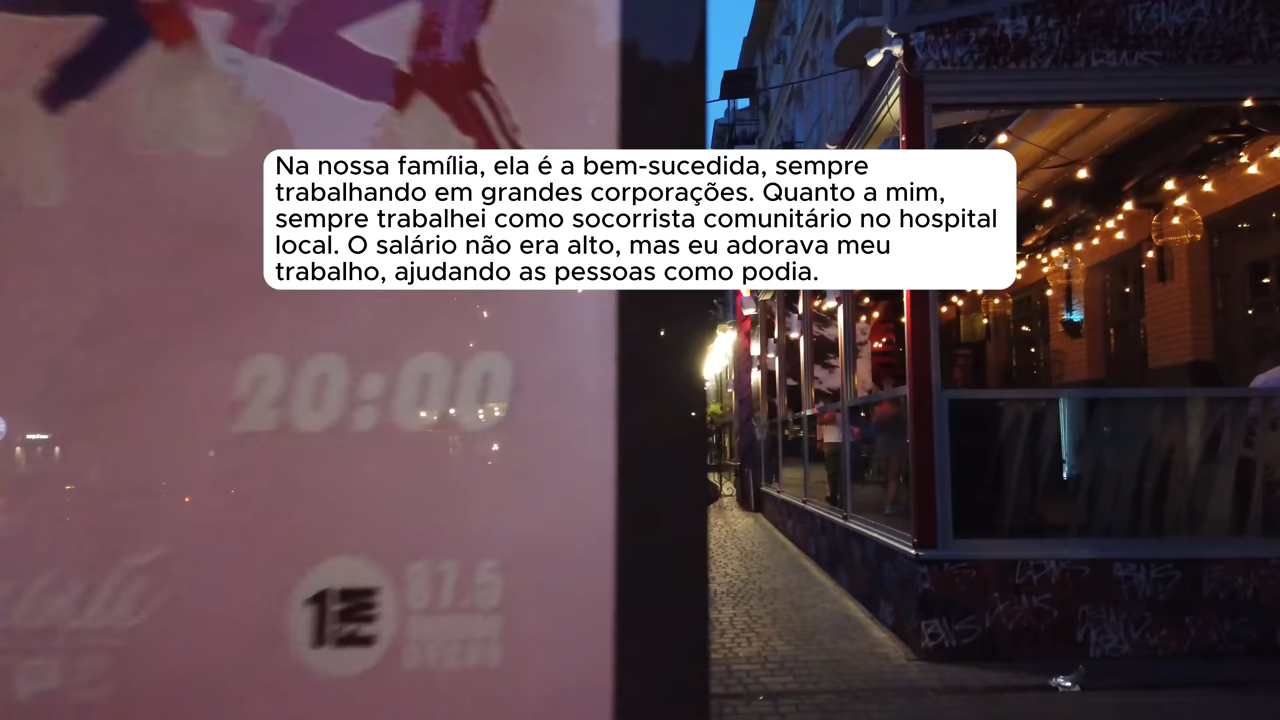 Na nossa família, ela é a bem-sucedida, sempre
trabalhando em grandes corporações. Quanto a mim,
sempre trabalhei como socorrista comunitário no hospital
local. O salário não era alto, mas eu adorava meu
trabalho, ajudando as pessoas como podia.
20:00
87.5